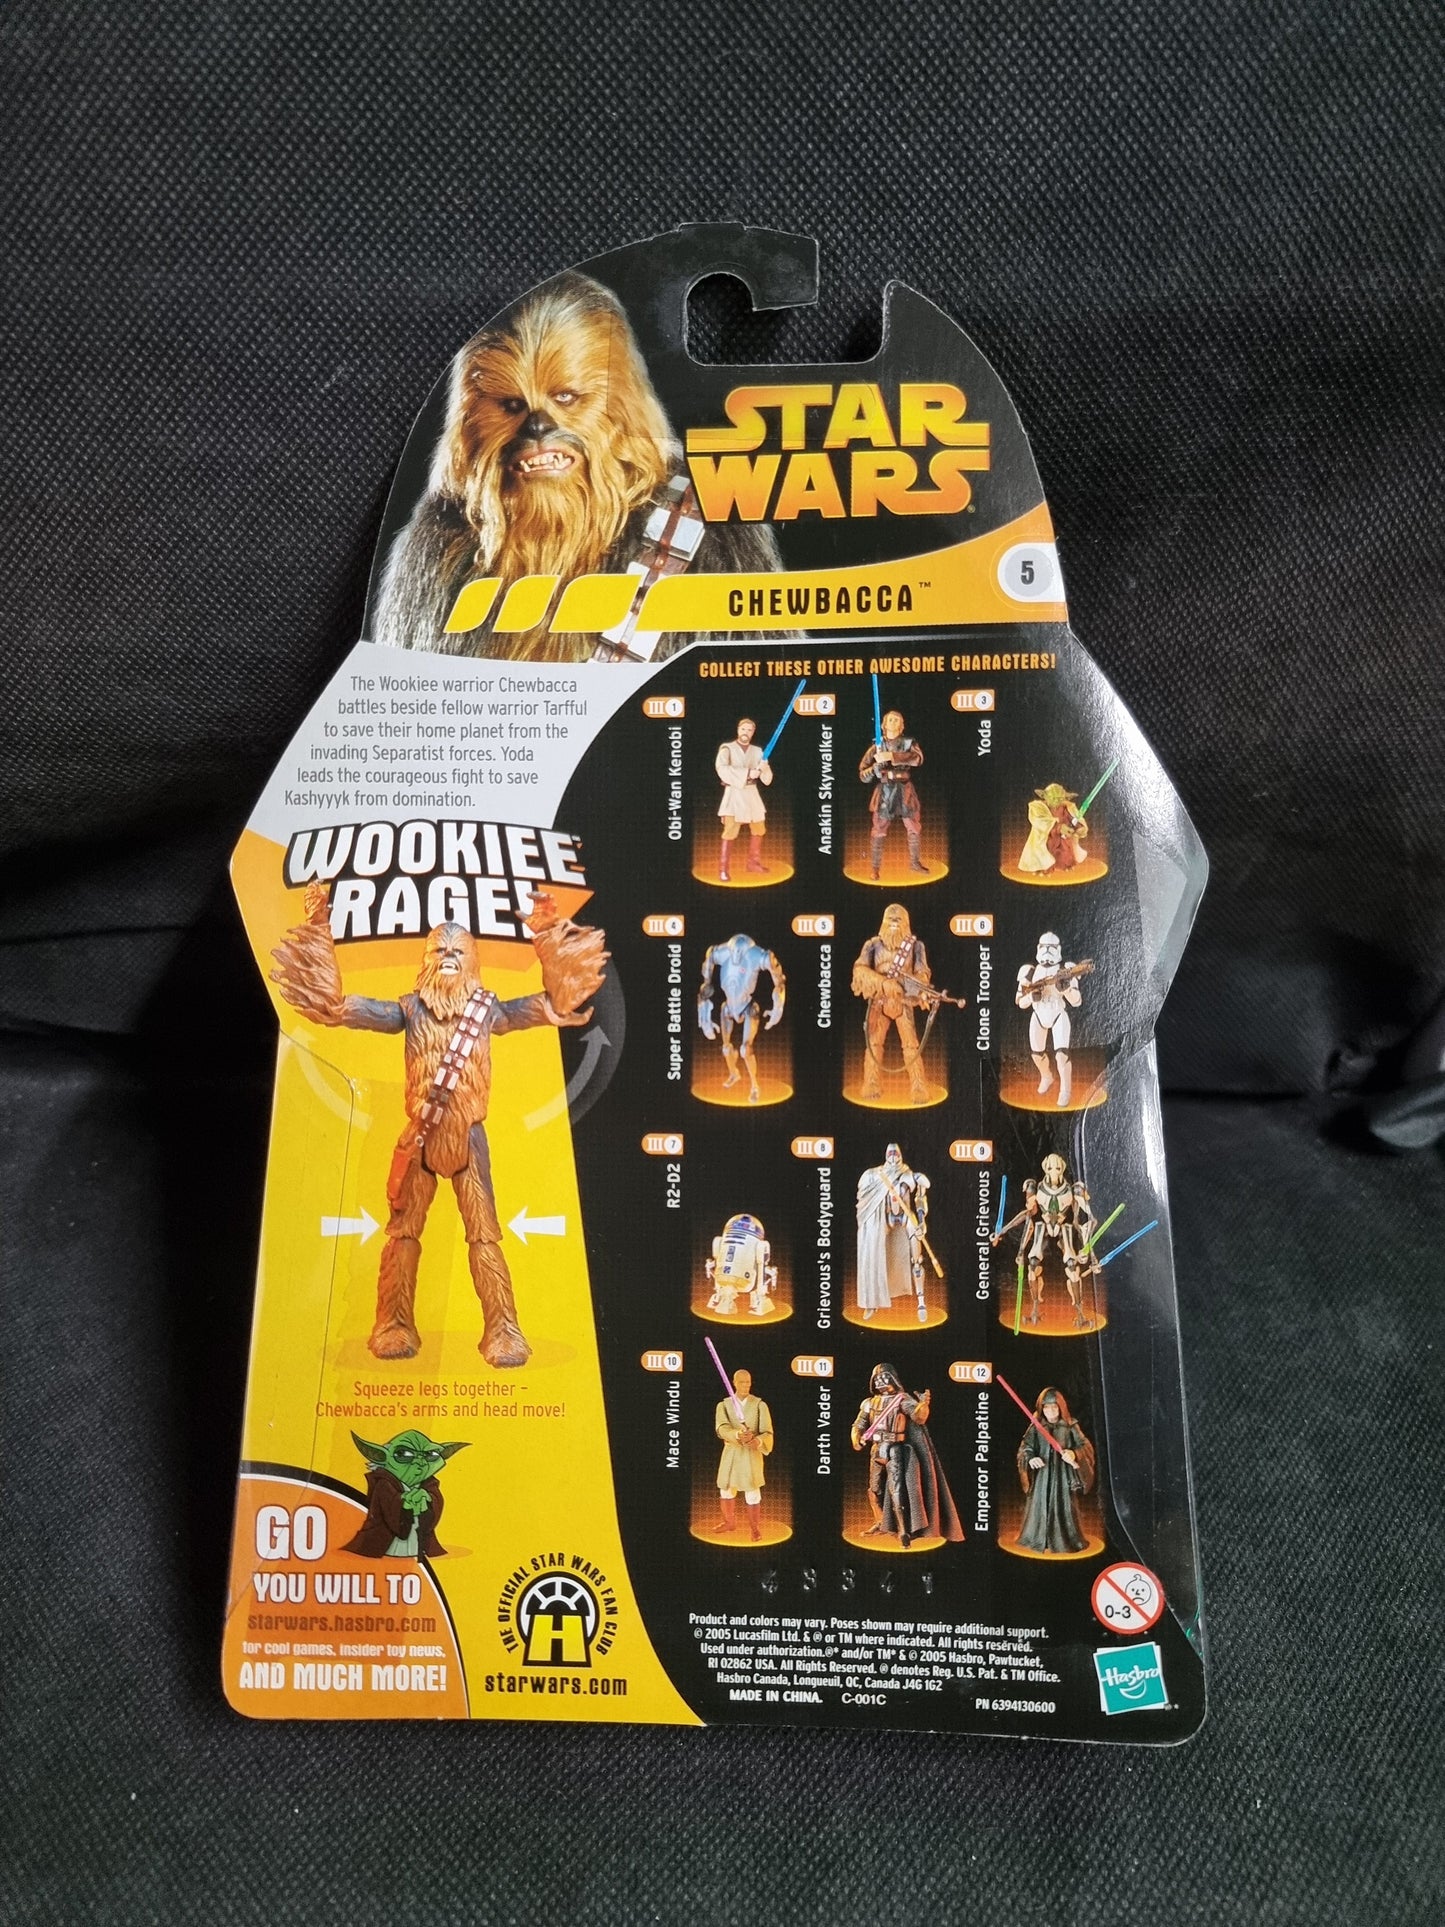 STAR
WARS
CHEWBACCA™
5
The Wookiee warrior Chewbacca
battles beside fellow warrior Tarfful
to save their home planet from the
invading Separatist forces. Yoda
leads the courageous fight to save
Kashyyyk from domination.
WOOKIEE™
RAGE!
Squeeze legs together –
Chewbacca's arms and head move!
GO
YOU WILL TO
starwars.hasbro.com
for cool games, insider toy news,
AND MUCH MORE!
THE OFFICIAL STAR WARS FAN CLUB
H
starwars.com
COLLECT THESE OTHER AWESOME CHARACTERS!
III 1
Obi-Wan Kenobi
III 2
Anakin Skywalker
III 3
Yoda
III 4
Super Battle Droid
III 5
Chewbacca
III 6
Clone Trooper
III 7
R2-D2
III 8
Grievous's Bodyguard
III 9
General Grievous
III 10
Mace Windu
III 11
Darth Vader
III 12
Emperor Palpatine
Product and colors may vary. Poses shown may require additional support.
© 2005 Lucasfilm Ltd. & ® or TM where indicated. All rights reserved.
Used under authorization.®* and/or TM* & © 2005 Hasbro, Pawtucket,
RI 02862 USA. All Rights Reserved. ® denotes Reg. U.S. Pat. & TM Office.
Hasbro Canada, Longueuil, QC, Canada J4G 1G2
MADE IN CHINA. C-001C
PN 6394130600
0-3
Hasbro